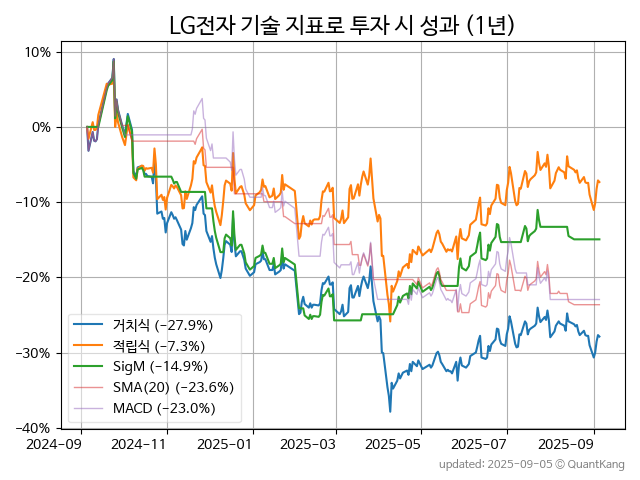 LG전자 기술 지표로 투자 시 성과 (1년)
10%
0%
−10%
−20%
−30%
−40%
거치식 (−27.9%)
적립식 (−7.3%)
SigM (−14.9%)
SMA(20) (−23.6%)
MACD (−23.0%)
2024-09 2024-11 2025-01 2025-03 2025-05 2025-07 2025-09
updated: 2025-09-05 © QuantKang